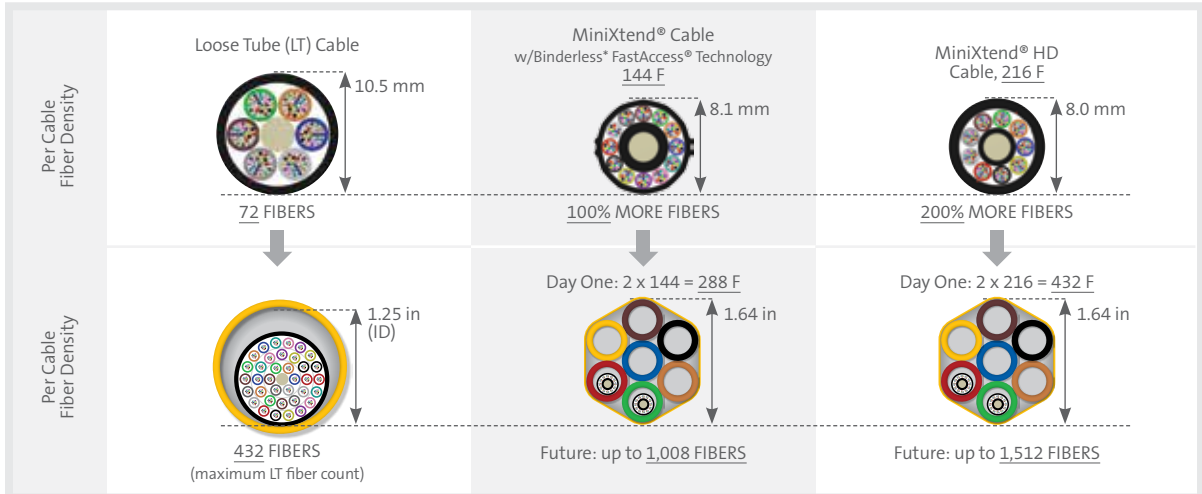 Per Cable
Fiber Density
Loose Tube (LT) Cable
10.5 mm
72 FIBERS
MiniXtend® Cable
w/Binderless* FastAccess® Technology
144 F
8.1 mm
100% MORE FIBERS
MiniXtend® HD
Cable, 216 F
8.0 mm
200% MORE FIBERS
Per Cable
Fiber Density
1.25 in
(ID)
432 FIBERS
(maximum LT fiber count)
Day One: 2 x 144 = 288 F
1.64 in
Future: up to 1,008 FIBERS
Day One: 2 x 216 = 432 F
1.64 in
Future: up to 1,512 FIBERS